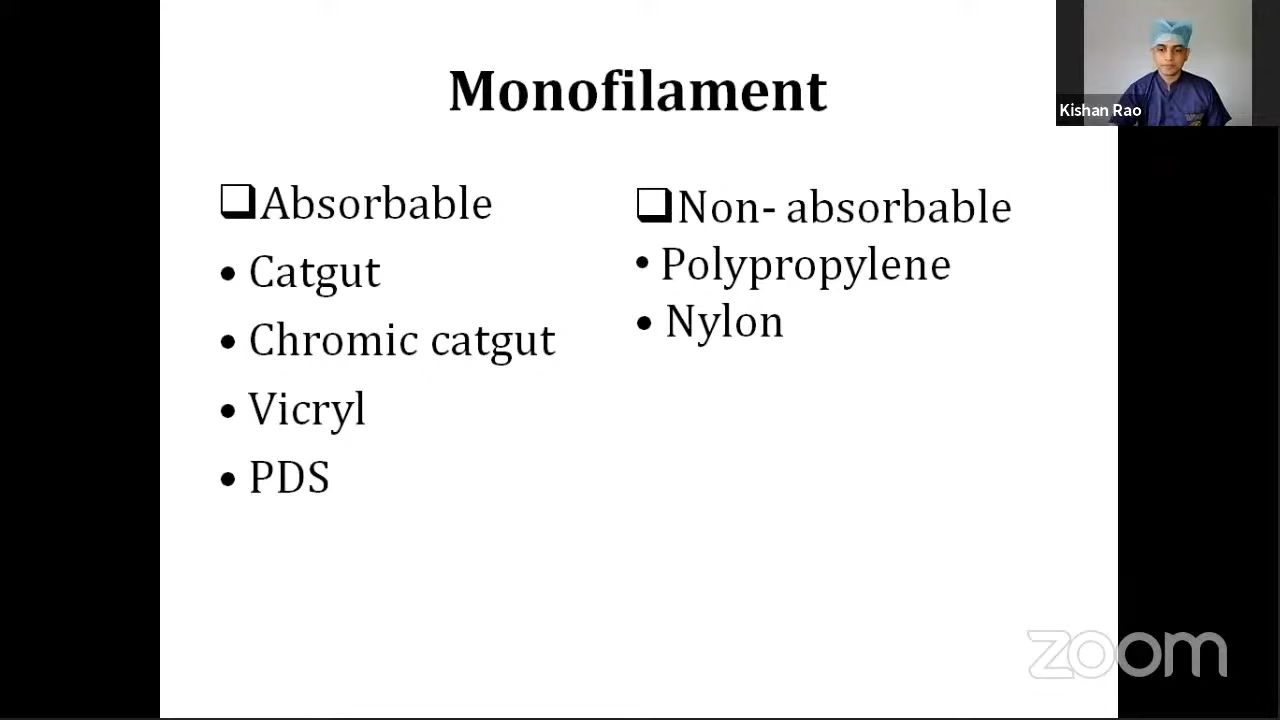 Monofilament
Kishan Rao
❑Absorbable
• Catgut
• Chromic catgut
• Vicryl
• PDS
❑Non- absorbable
• Polypropylene
• Nylon
zoom